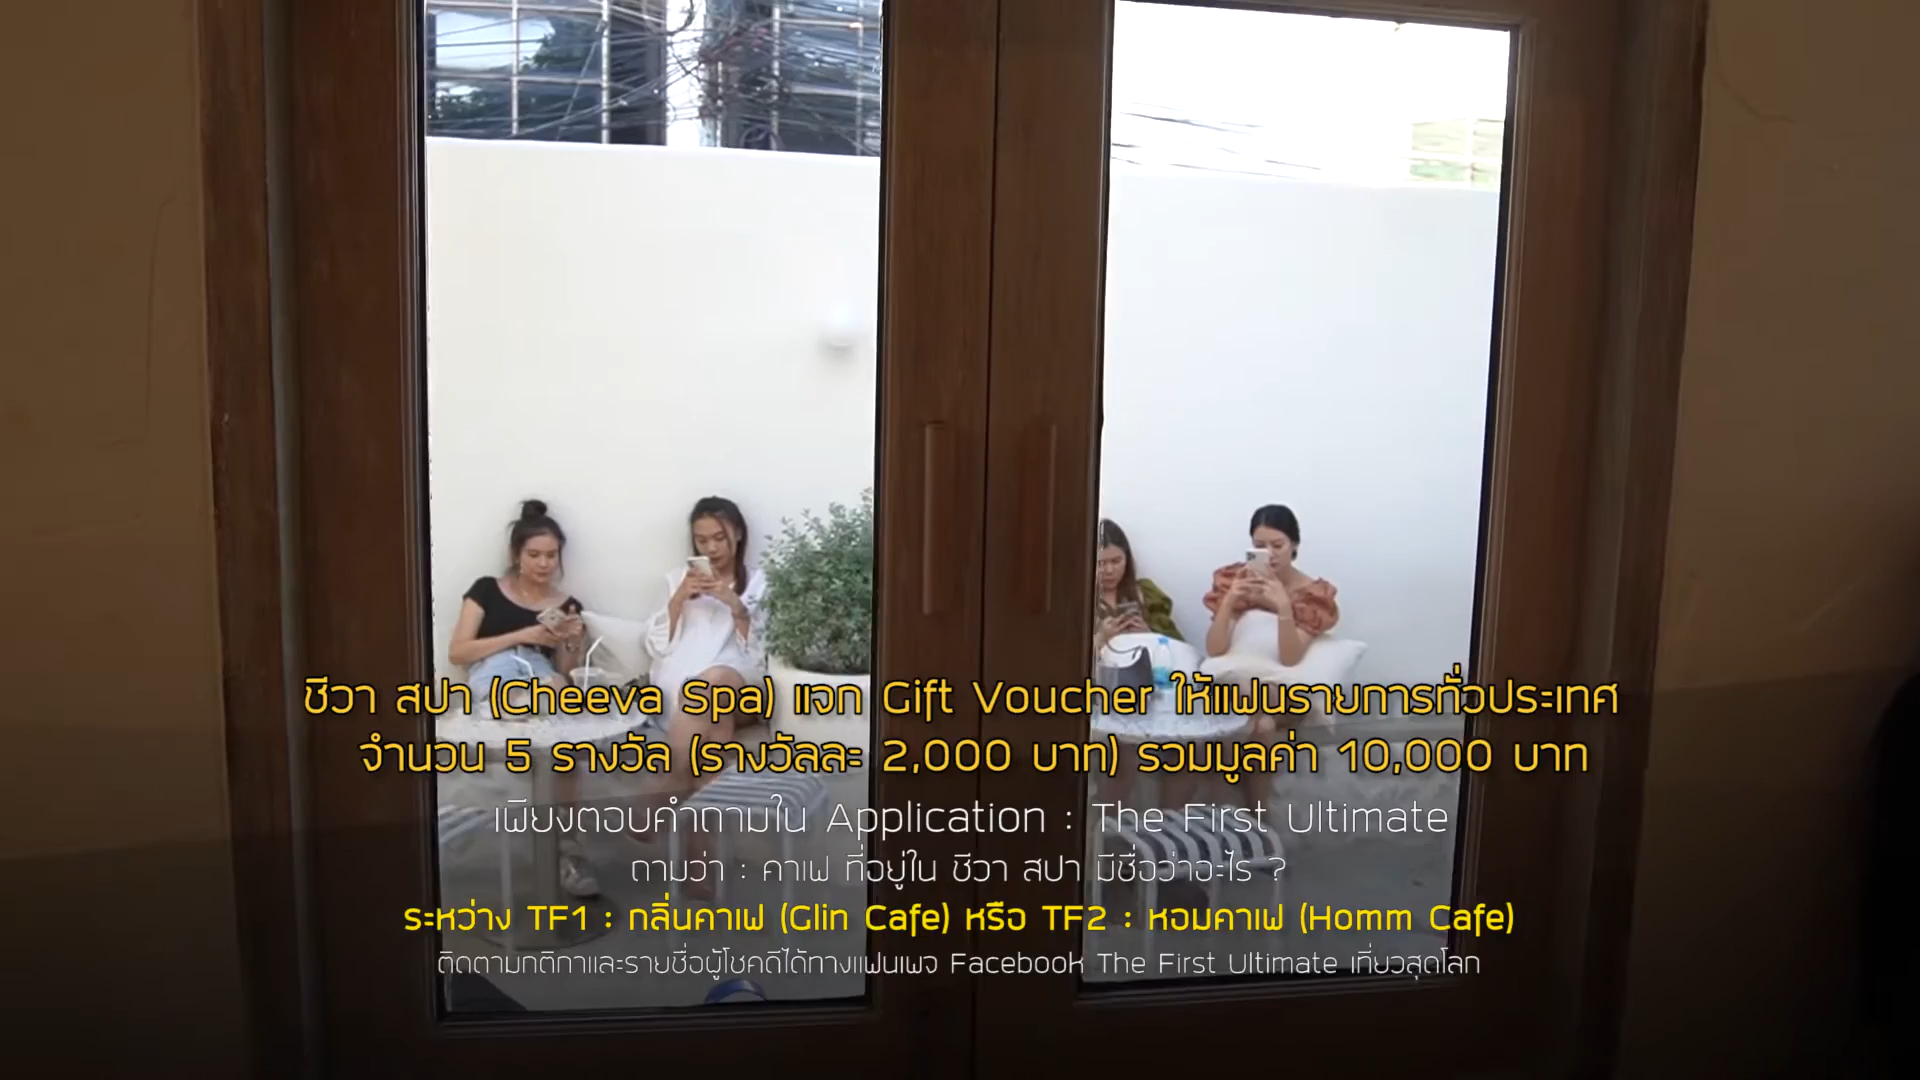 ชีวา สปา (Cheeva Spa) แจก Gift Voucher ให้แฟนรายการทั่วประเทศ
จำนวน 5 รางวัล (รางวัลละ 2,000 บาท) รวมมูลค่า 10,000 บาท
เพียงตอบคำถามใน Application : The First Ultimate
ถามว่า : คาเฟ ที่อยู่ใน ชีวา สปา มีชื่อว่าอะไร ?
ระหว่าง TF1 : กลิ่นคาเฟ (Glin Cafe) หรือ TF2 : หอมคาเฟ (Homm Cafe)
ติดตามกติกาและรายชื่อผู้โชคดีได้ทางแฟนเพจ Facebook The First Ultimate เที่ยวสุดโลก